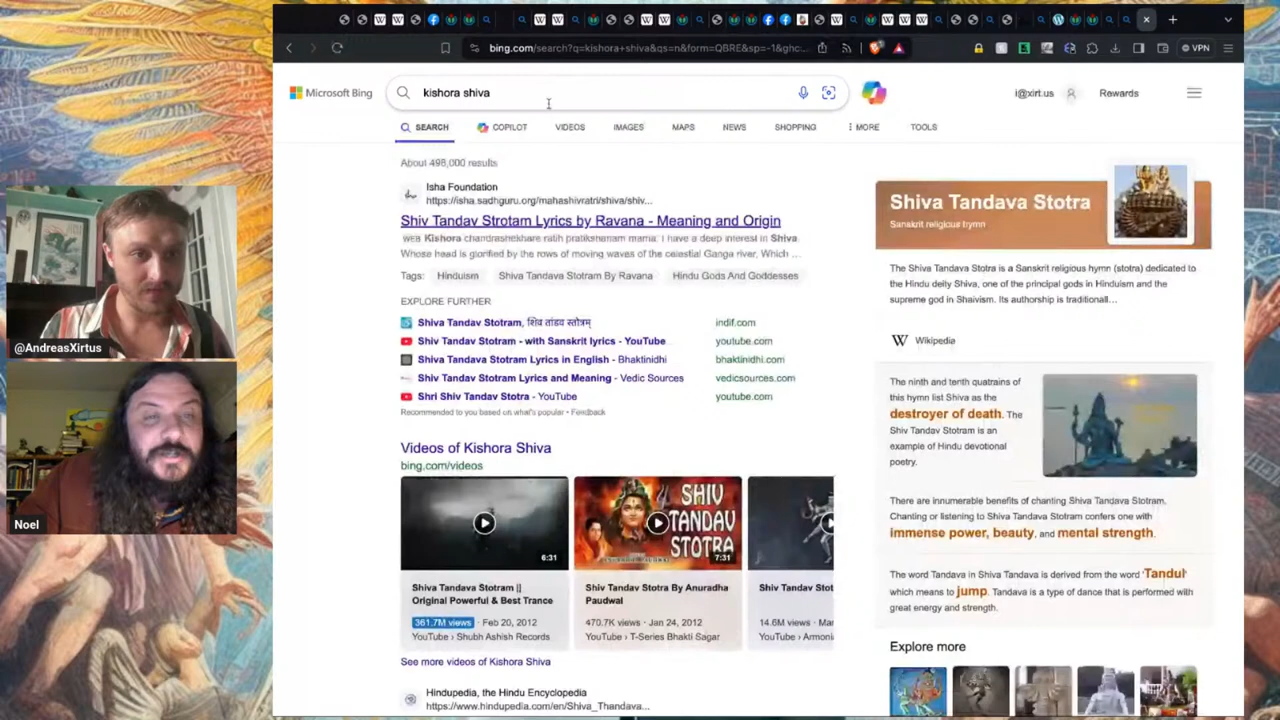 bing.com/search?q=kishora+shiva&qs=n&form=QBRE&sp=-1&ghc...
VPN
Microsoft Bing
kishora shiva
i@xirt.us
Rewards
SEARCH
COPILOT
VIDEOS
IMAGES
MAPS
NEWS
SHOPPING
MORE
TOOLS
About 498,000 results
Isha Foundation
https://isha.sadhguru.org/mahashivratri/shiva/shiv...
Shiv Tandav Strotam Lyrics by Ravana - Meaning and Origin
WEB Kishora chandrashekhare ratih pratikshanam mama: I have a deep interest in Shiva.
Whose head is glorified by the rows of moving waves of the celestial Ganga river, Which ...
Tags: Hinduism Shiva Tandava Stotram By Ravana Hindu Gods And Goddesses
EXPLORE FURTHER
Shiva Tandav Stotram, शिव तांडव स्तोत्रम् indif.com
Shiv Tandav Stotram - with Sanskrit lyrics - YouTube youtube.com
Shiva Tandava Stotram Lyrics in English - Bhaktinidhi bhaktinidhi.com
Shiv Tandav Stotram Lyrics and Meaning - Vedic Sources vedicsources.com
Shri Shiv Tandav Stotra - YouTube youtube.com
Recommended to you based on what's popular • Feedback
Videos of Kishora Shiva
bing.com/videos
6:31
SHIV
TANDAV
STOTRA
7:31
Shiva Tandava Stotram ||
Original Powerful & Best Trance
361.7M views · Feb 20, 2012
YouTube › Shubh Ashish Records
Shiv Tandav Stotra By Anuradha
Paudwal
470.7K views · Jan 24, 2012
YouTube › T-Series Bhakti Sagar
Shiv Tandav Stot
14.6M views · Mar
YouTube › Armoni
See more videos of Kishora Shiva
Hindupedia, the Hindu Encyclopedia
https://www.hindupedia.com/en/Shiva_Thandava...
Shiva Tandava Stotra
Sanskrit religious hymn
The Shiva Tandava Stotra is a Sanskrit religious hymn (stotra) dedicated to
the Hindu deity Shiva, one of the principal gods in Hinduism and the
supreme god in Shaivism. Its authorship is traditionall...
Wikipedia
The ninth and tenth quatrains of
this hymn list Shiva as the
destroyer of death. The
Shiv Tandav Stotram is an
example of Hindu devotional
poetry.
There are innumerable benefits of chanting Shiva Tandava Stotram.
Chanting or listening to Shiva Tandava Stotram confers one with
immense power, beauty, and mental strength.
The word Tandava in Shiva Tandava is derived from the word 'Tandul'
which means to jump. Tandava is a type of dance that is performed with
great energy and strength.
Explore more
@AndreasXirtus
Noel